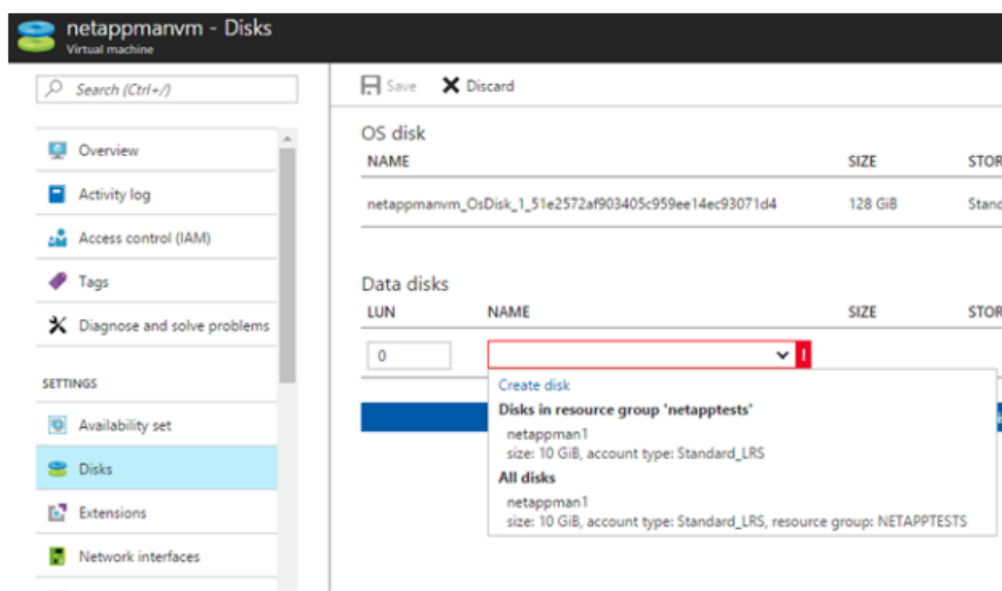 netappmanvm - Disks
Virtual machine
Search (Ctrl+/)
Overview
Activity log
Access control (IAM)
Tags
Diagnose and solve problems
SETTINGS
Availability set
Disks
Extensions
Network interfaces
Save Discard
OS disk
NAME SIZE STOR
netappmanvm_OsDisk_1_51e2572af903405c959ee14ec93071d4 128 GiB Stand
Data disks
LUN NAME SIZE STOR
0
Create disk
Disks in resource group 'netapptests'
netappman1
size: 10 GiB, account type: Standard_LRS
All disks
netappman1
size: 10 GiB, account type: Standard_LRS, resource group: NETAPPTESTS